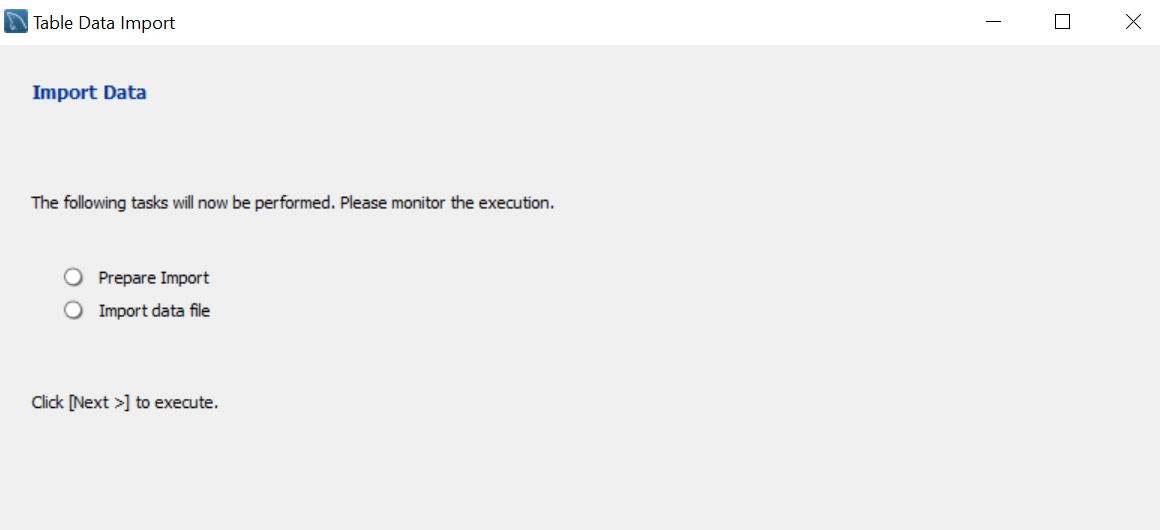 Table Data Import
Import Data
The following tasks will now be performed. Please monitor the execution.
Prepare Import
Import data file
Click [Next >] to execute.